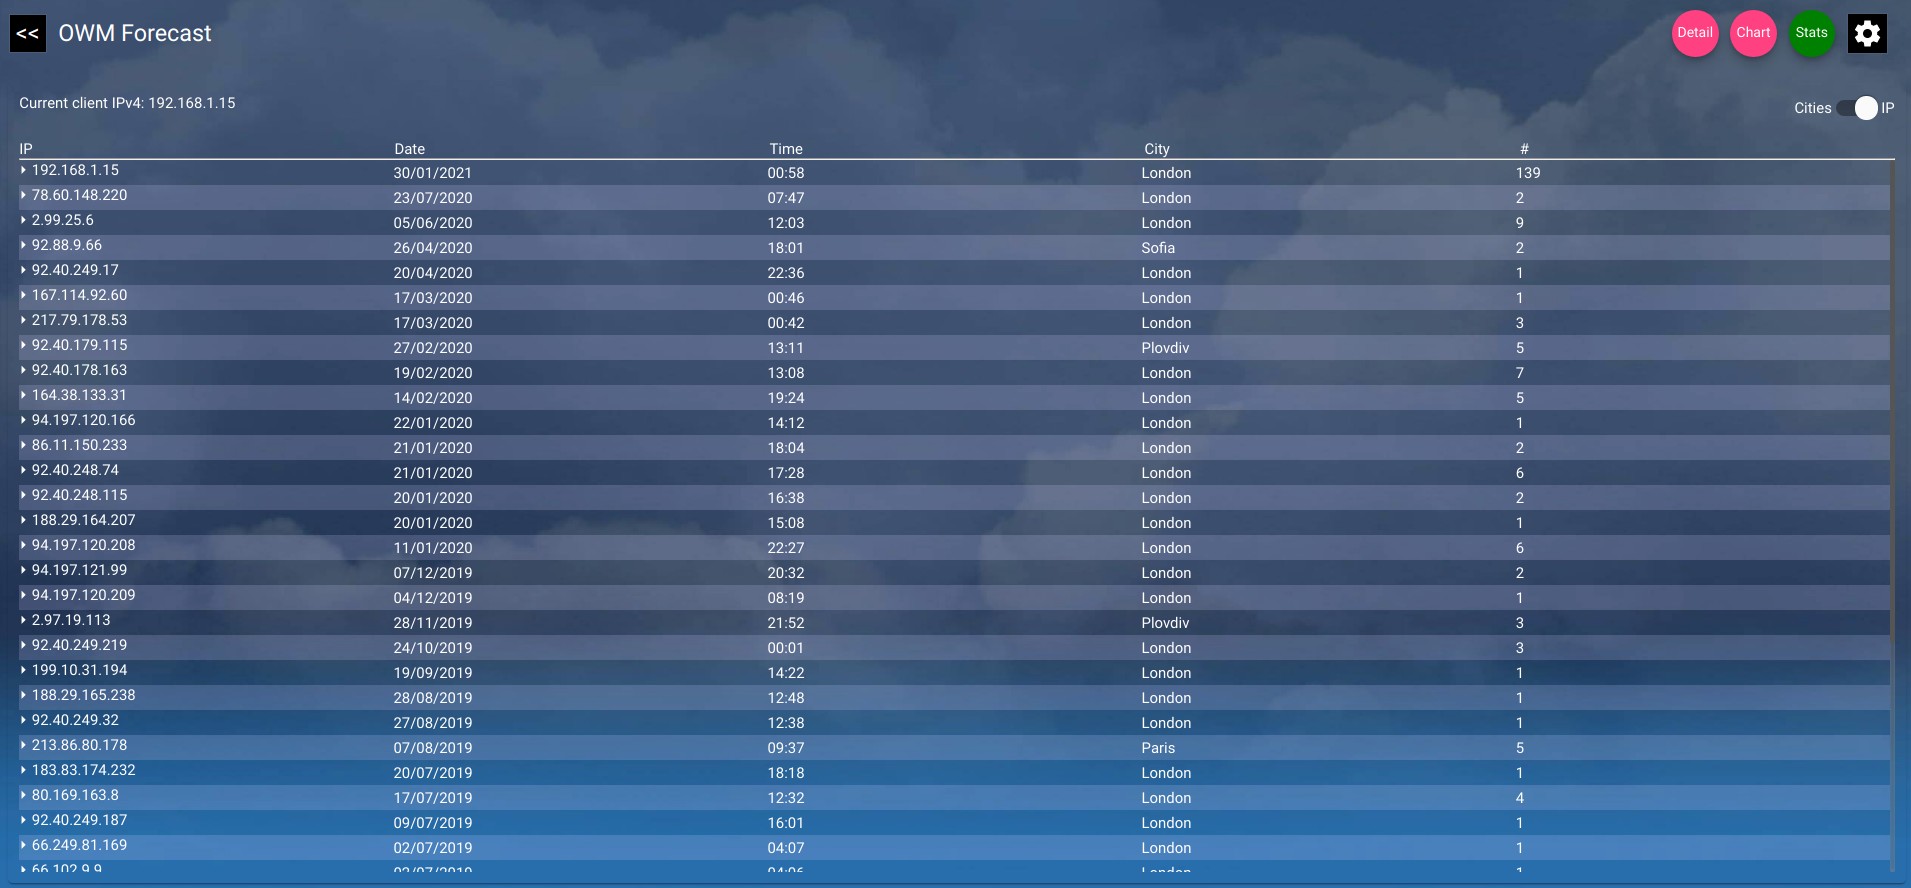 << OWM Forecast Detail Chart Stats
Current client IPv4: 192.168.1.15
Cities IP
IP Date Time City #
192.168.1.15 30/01/2021 00:58 London 139
78.60.148.220 23/07/2020 07:47 London 2
2.99.25.6 05/06/2020 12:03 London 9
92.88.9.66 26/04/2020 18:01 Sofia 2
92.40.249.17 20/04/2020 22:36 London 1
167.114.92.60 17/03/2020 00:46 London 1
217.79.178.53 17/03/2020 00:42 London 3
92.40.179.115 27/02/2020 13:11 Plovdiv 5
92.40.178.163 19/02/2020 13:08 London 7
164.38.133.31 14/02/2020 19:24 London 5
94.197.120.166 22/01/2020 14:12 London 1
86.11.150.233 21/01/2020 18:04 London 2
92.40.248.74 21/01/2020 17:28 London 6
92.40.248.115 20/01/2020 16:38 London 2
188.29.164.207 20/01/2020 15:08 London 1
94.197.120.208 11/01/2020 22:27 London 6
94.197.121.99 07/12/2019 20:32 London 2
94.197.120.209 04/12/2019 08:19 London 1
2.97.19.113 28/11/2019 21:52 Plovdiv 3
92.40.249.219 24/10/2019 00:01 London 3
199.10.31.194 19/09/2019 14:22 London 1
188.29.165.238 28/08/2019 12:48 London 1
92.40.249.32 27/08/2019 12:38 London 1
213.86.80.178 07/08/2019 09:37 Paris 5
183.83.174.232 20/07/2019 18:18 London 1
80.169.163.8 17/07/2019 12:32 London 4
92.40.249.187 09/07/2019 16:01 London 1
66.249.81.169 02/07/2019 04:07 London 1
66.102.9.9 London 1